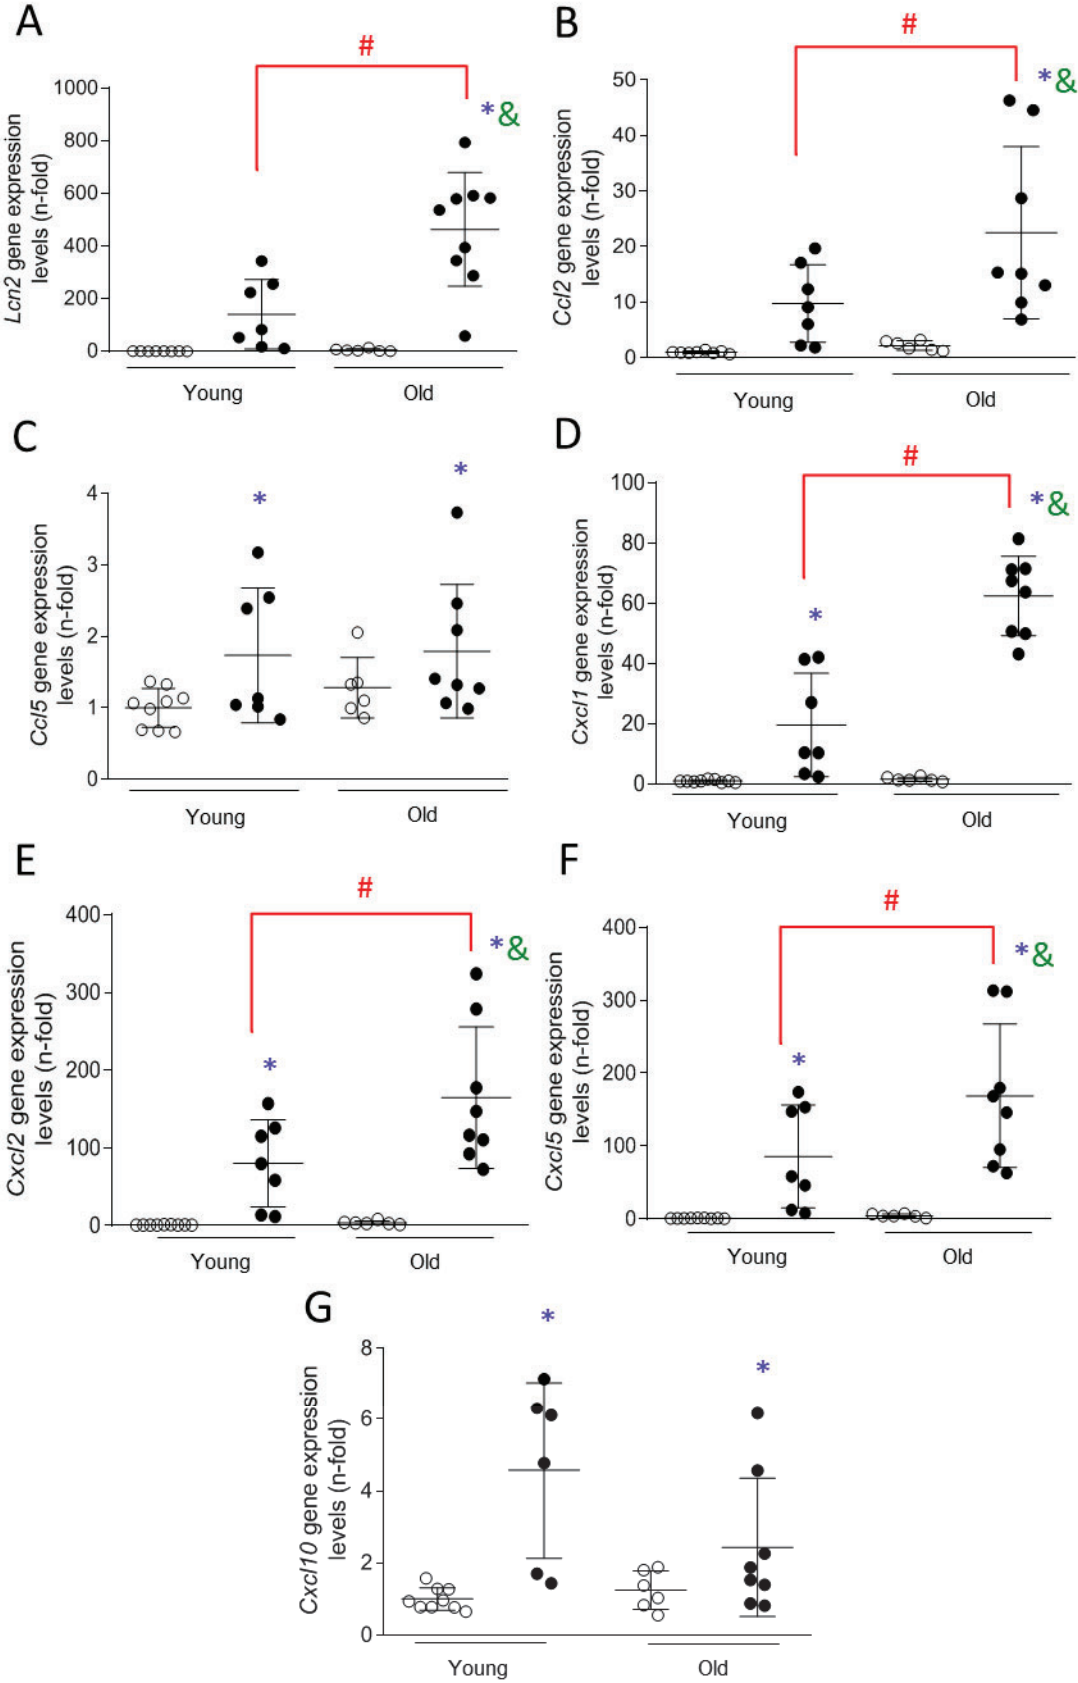 A
#
*&
Lcn2 gene expression
levels (n-fold)
1000
800
600
400
200
0
Young
Old
B
#
*&
Ccl2 gene expression
levels (n-fold)
50
40
30
20
10
0
Young
Old
C
*
*
Ccl5 gene expression
levels (n-fold)
4
3
2
1
0
Young
Old
D
#
*&
*
Cxcl1 gene expression
levels (n-fold)
100
80
60
40
20
0
Young
Old
E
#
*&
*
Cxcl2 gene expression
levels (n-fold)
400
300
200
100
0
Young
Old
F
#
*&
*
Cxcl5 gene expression
levels (n-fold)
400
300
200
100
0
Young
Old
G
*
*
Cxcl10 gene expression
levels (n-fold)
8
6
4
2
0
Young
Old